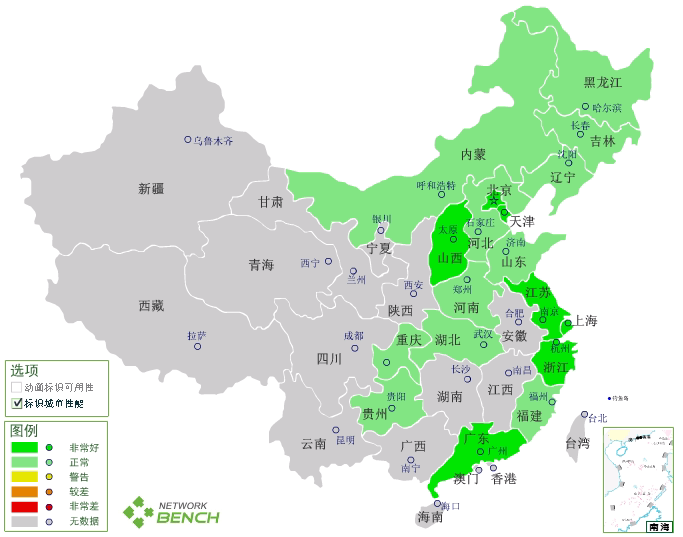 黑龙江
哈尔滨
长春
吉林
内蒙
沈阳
辽宁
乌鲁木齐
新疆
呼和浩特
北京
甘肃
银川
石家庄
天津
太原
河北
济南
宁夏
山西
山东
青海
西宁
兰州
西安
郑州
江苏
西藏
陕西
河南
南京
上海
合肥
拉萨
成都
重庆
湖北
武汉
安徽
杭州
四川
浙江
长沙
南昌
江西
湖南
贵阳
贵州
福州
钓鱼岛
福建
台北
云南
昆明
广西
广东
广州
台湾
南宁
澳门
香港
海口
海南
选项
动画标识可用性
标识城市性能
图例
非常好
正常
警告
较差
非常差
无数据
NETWORK
BENCH
南海